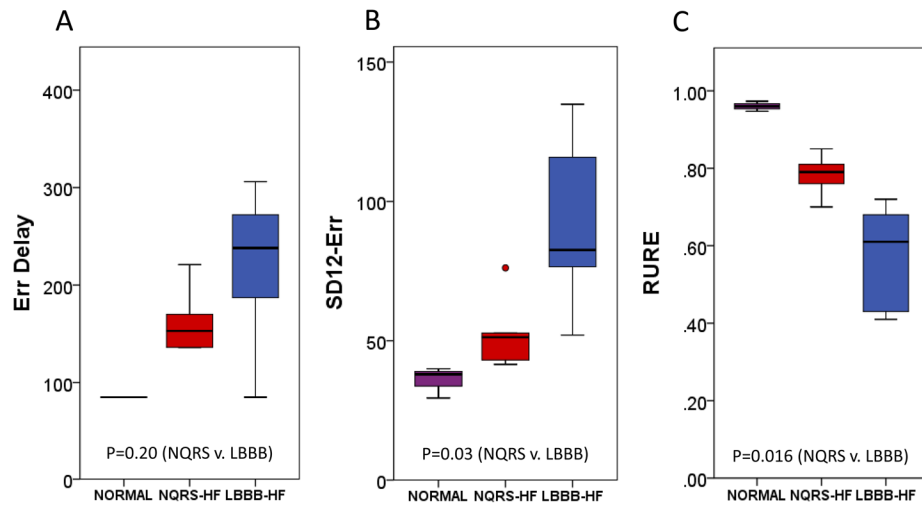 A
Err Delay
400
300
200
100
0
P=0.20 (NQRS v. LBBB)
NORMAL NQRS-HF LBBB-HF
B
SD12-Err
150
100
50
0
P=0.03 (NQRS v. LBBB)
NORMAL NQRS-HF LBBB-HF
C
RURE
1.00
.80
.60
.40
.20
.00
P=0.016 (NQRS v. LBBB)
NORMAL NQRS-HF LBBB-HF